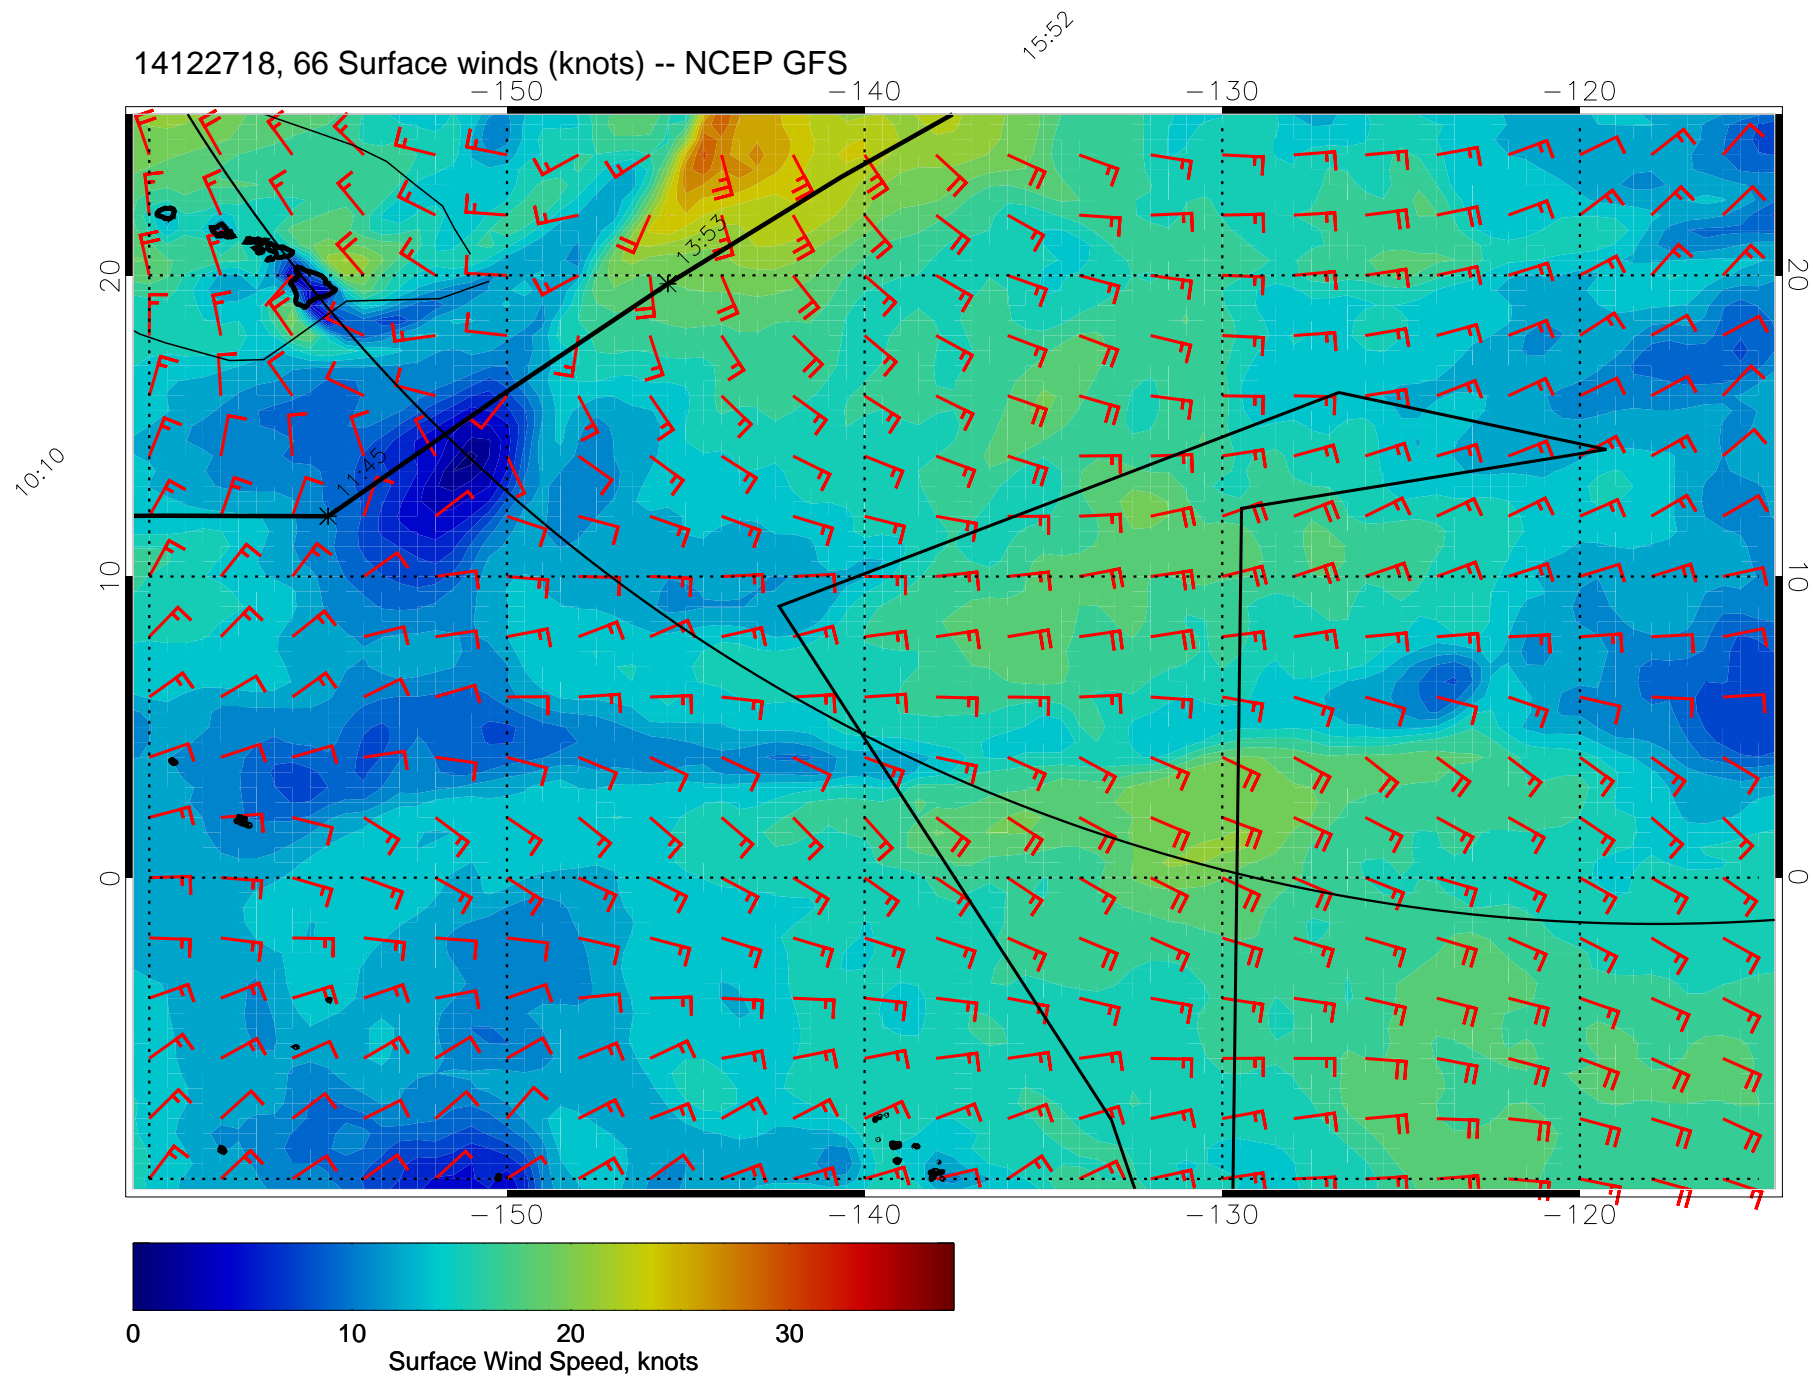 15:52
14122718, 66 Surface winds (knots) -- NCEP GFS
-150 -140 -130 -120
13:53
20 20
11:45
10:10
10 10
0 0
-150 -140 -130 -120
0 10 20 30
Surface Wind Speed, knots